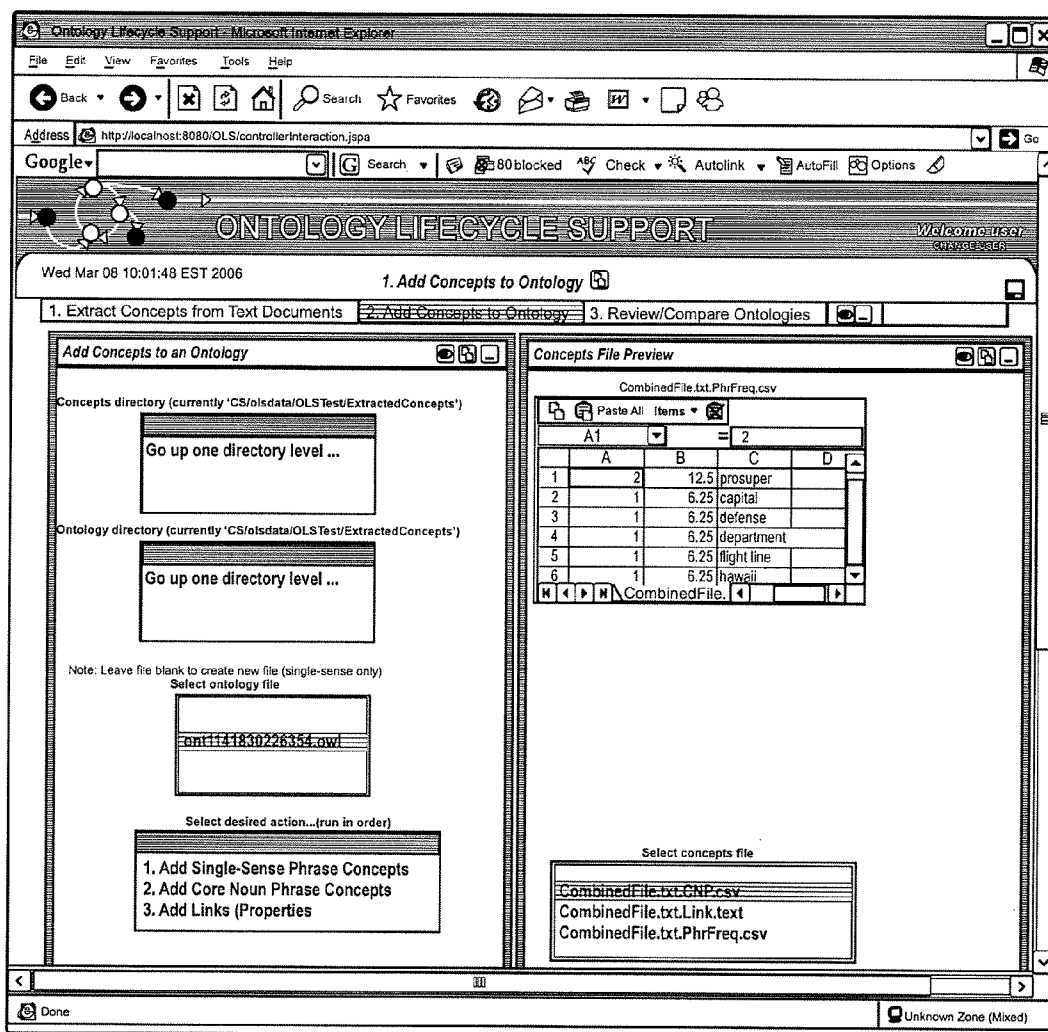 Ontology Lifecycle Support - Microsoft Internet Explorer
File Edit View Favorites Tools Help
Back Search Favorites W
Address http://localhost:8080/OLS/controllerInteraction.jspa Go
Google G Search 80 blocked ABC Check Autolink AutoFill Options
ONTOLOGY LIFECYCLE SUPPORT
Welcome user
CHANGE USER
Wed Mar 08 10:01:48 EST 2006
1. Add Concepts to Ontology
1. Extract Concepts from Text Documents 2. Add Concepts to Ontology 3. Review/Compare Ontologies
Add Concepts to an Ontology
Concepts directory (currently 'CS/olsdata/OLSTest/ExtractedConcepts')
Go up one directory level ...
Ontology directory (currently 'CS/olsdata/OLSTest/ExtractedConcepts')
Go up one directory level ...
Note: Leave file blank to create new file (single-sense only)
Select ontology file
ont1141830226354.owl
Select desired action...(run in order)
1. Add Single-Sense Phrase Concepts
2. Add Core Noun Phrase Concepts
3. Add Links (Properties
Concepts File Preview
CombinedFile.txt.PhrFreq.csv
Paste All Items
A1 = 2
A B C D
1 2 12.5 prosuper
2 1 6.25 capital
3 1 6.25 defense
4 1 6.25 department
5 1 6.25 flight line
6 1 6.25 hawaii
CombinedFile.
Select concepts file
CombinedFile.txt.CNP.csv
CombinedFile.txt.Link.text
CombinedFile.txt.PhrFreq.csv
Done
Unknown Zone (Mixed)